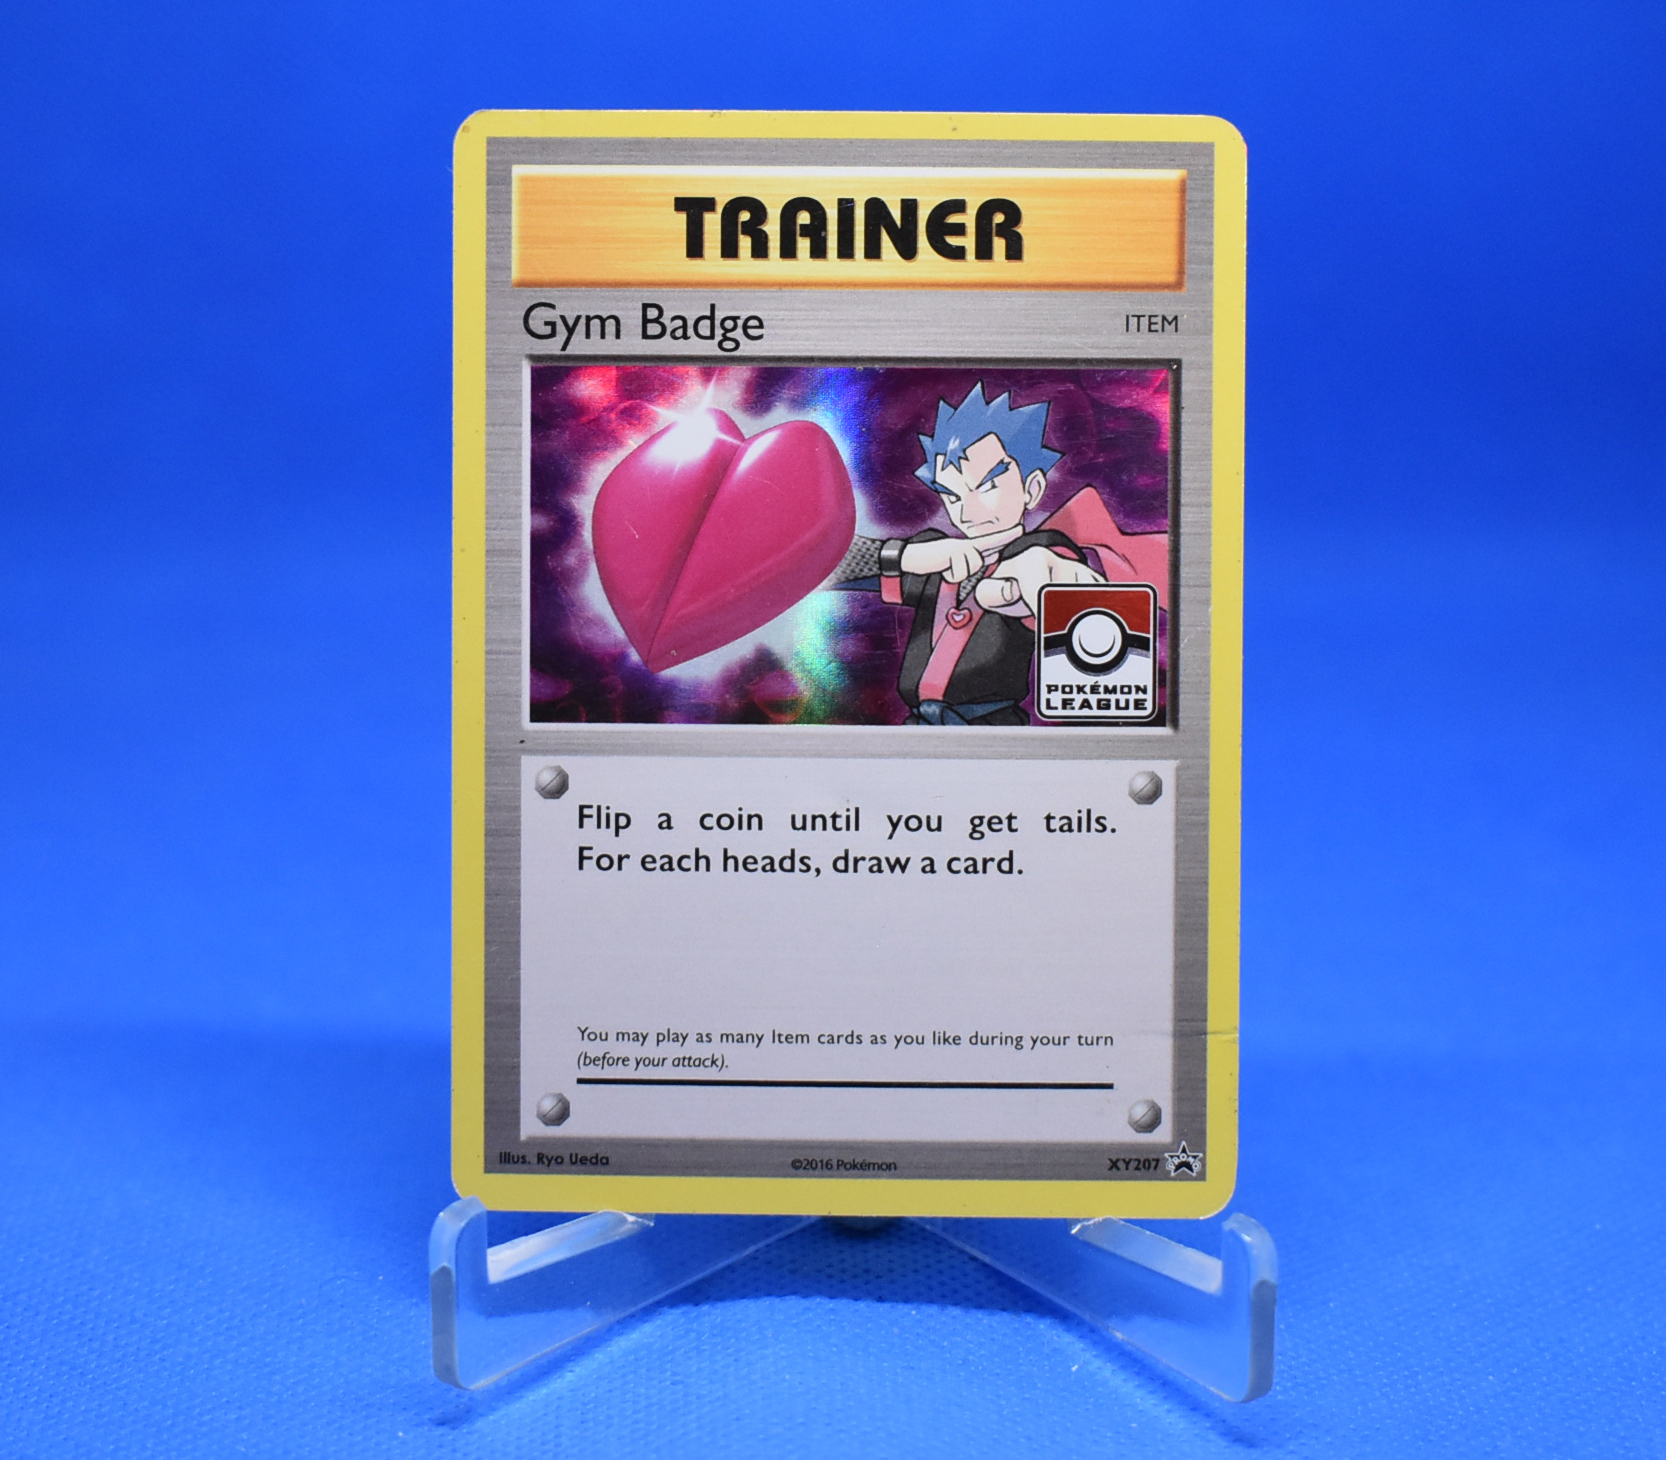 TRAINER
Gym Badge
ITEM
POKÉMON
LEAGUE
Flip a coin until you get tails.
For each heads, draw a card.
You may play as many Item cards as you like during your turn
(before your attack).
Illus. Ryo Ueda
©2016 Pokémon
XY207
PROMO